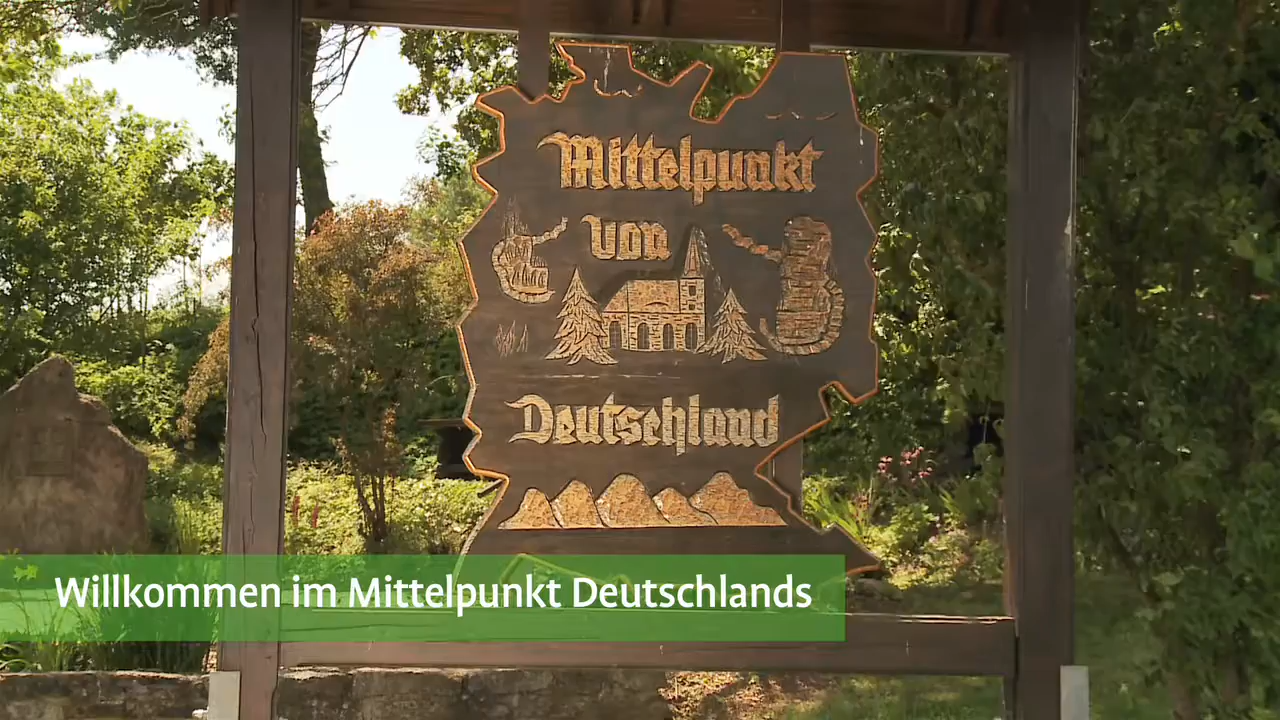 Mittelpunkt
von
Deutschland
Willkommen im Mittelpunkt Deutschlands